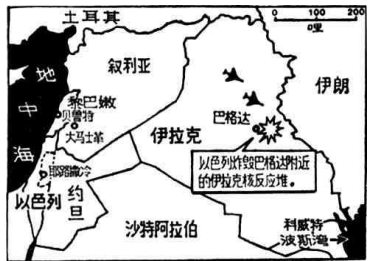 土耳其
0 100 200
哩
地中海
叙利亚
伊朗
黎巴嫩
贝鲁特
大马士革
巴格达
伊拉克
以色列炸毁巴格达附近
的伊拉克核反应堆。
耶路撒冷
以色列
约旦
沙特阿拉伯
科威特
波斯湾